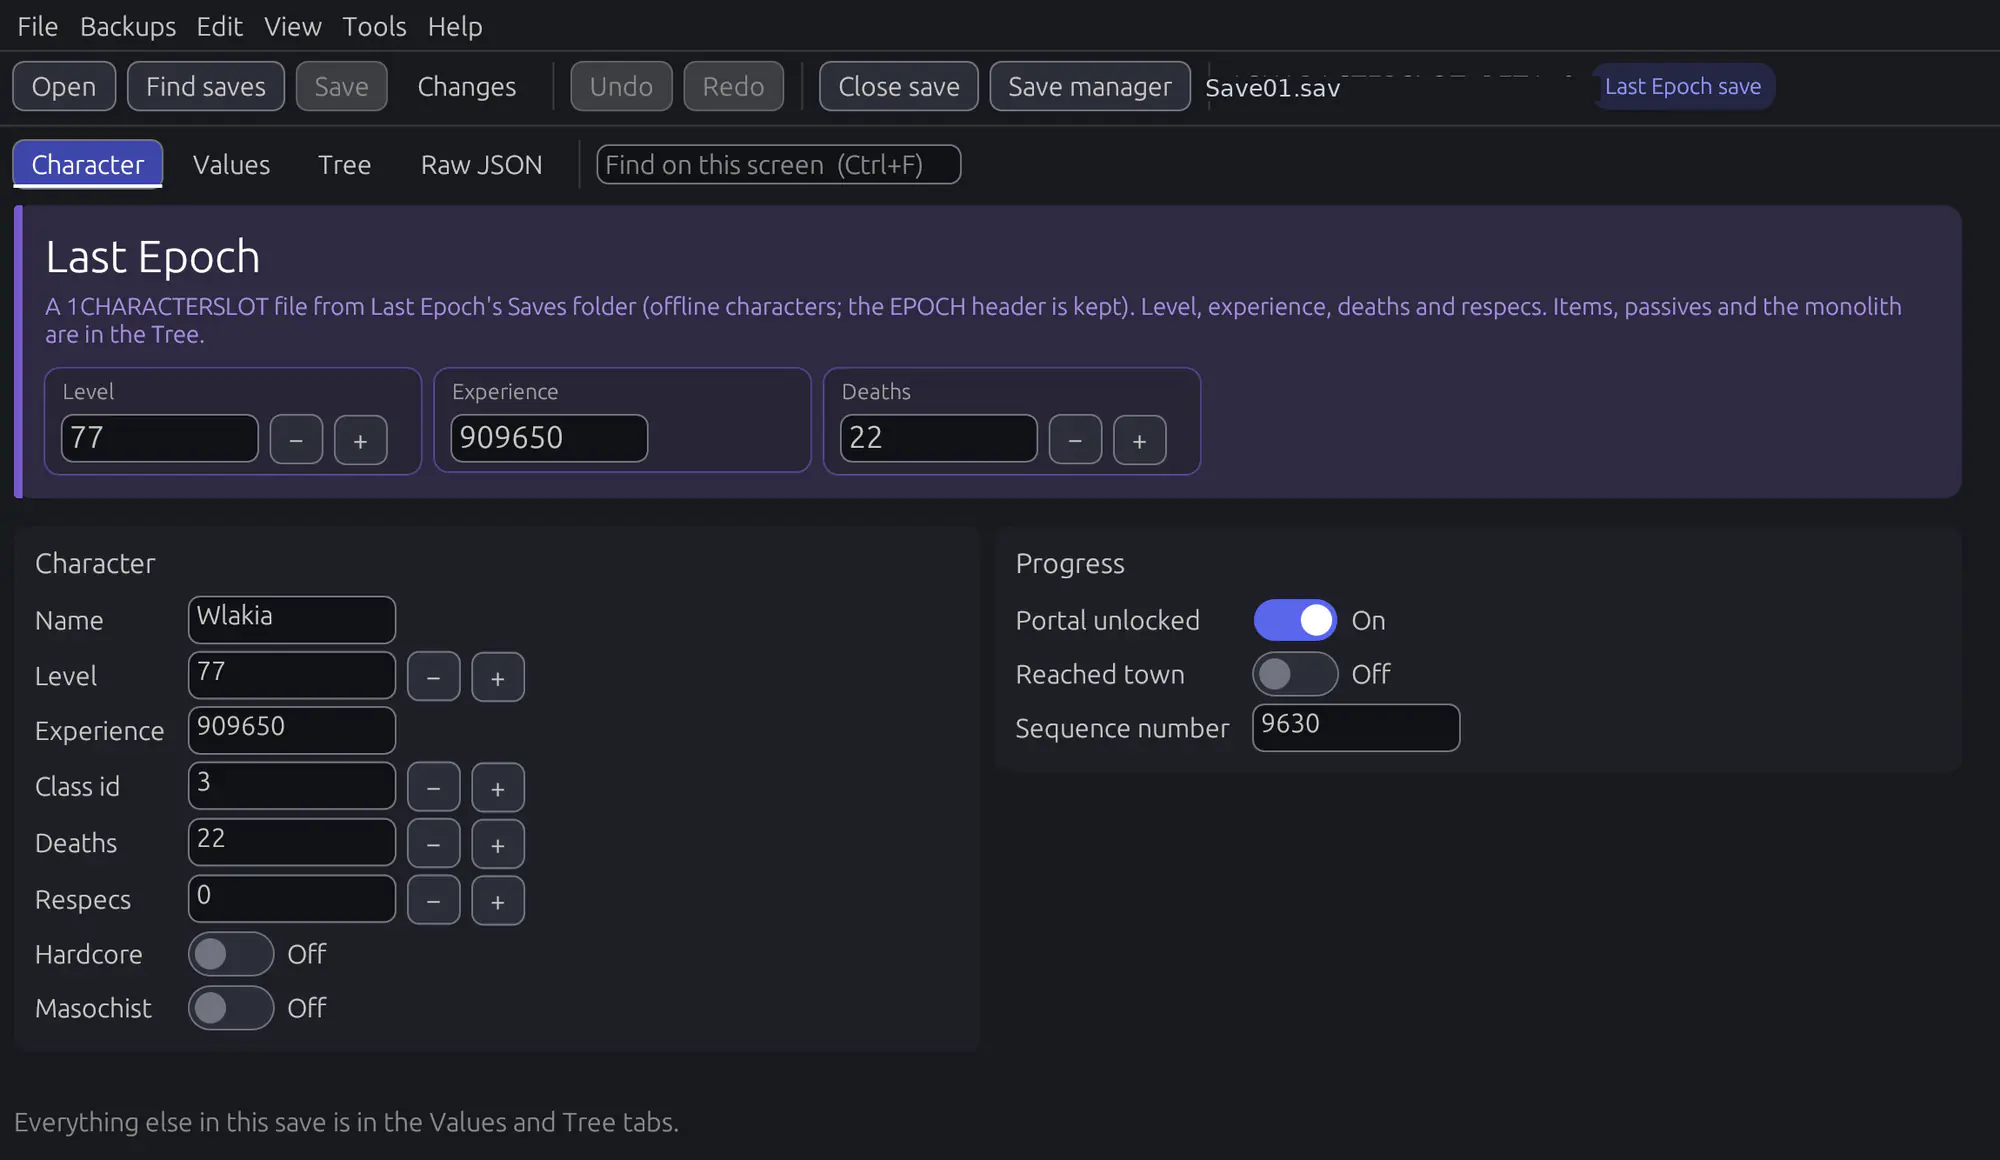 File Backups Edit View Tools Help
Open Find saves Save Changes Undo Redo Close save Save manager Save01.sav Last Epoch save
Character Values Tree Raw JSON Find on this screen (Ctrl+F)
Last Epoch
A 1CHARACTERSLOT file from Last Epoch's Saves folder (offline characters; the EPOCH header is kept). Level, experience, deaths and respecs. Items, passives and the monolith
are in the Tree.
Level Experience Deaths
77 − + 909650 22 − +
Character
Name Wlakia
Level 77 − +
Experience 909650
Class id 3 − +
Deaths 22 − +
Respecs 0 − +
Hardcore Off
Masochist Off
Progress
Portal unlocked On
Reached town Off
Sequence number 9630
Everything else in this save is in the Values and Tree tabs.